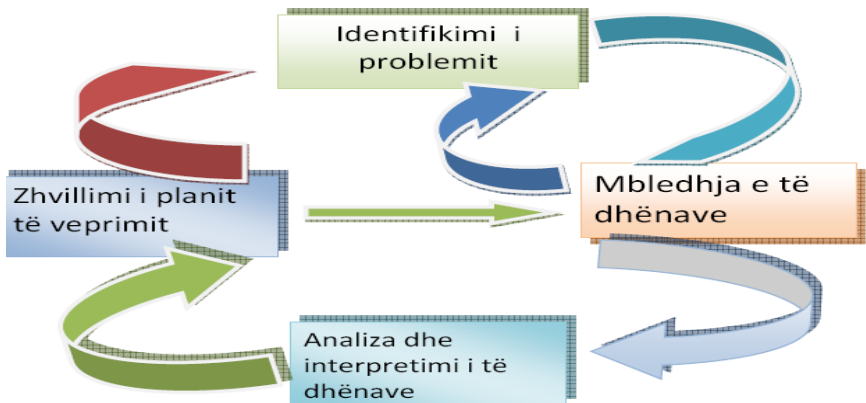 Identifikimi i
problemit
Zhvillimi i planit
të veprimit
Mbledhja e të
dhënave
Analiza dhe
interpretimi i të
dhënave